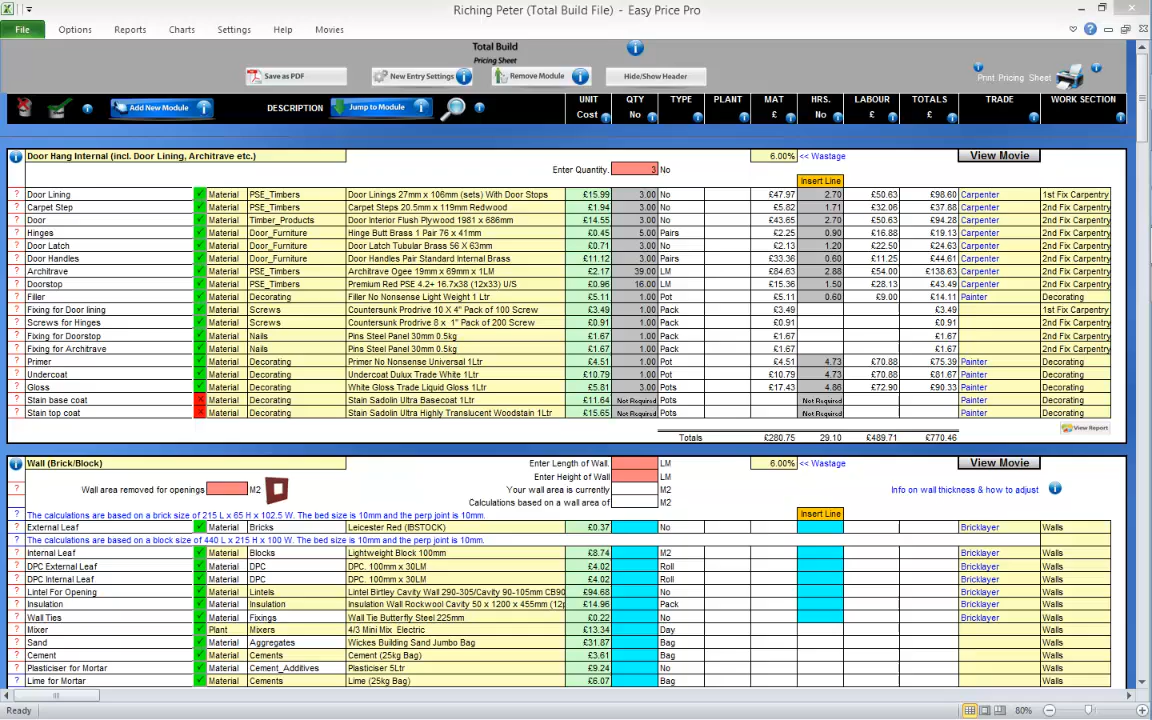 Riching Peter (Total Build File) - Easy Price Pro
File Options Reports Charts Settings Help Movies
Total Build
Pricing Sheet
Save as PDF New Entry Settings Remove Module Hide/Show Header Print Pricing Sheet
Add New Module DESCRIPTION Jump to Module UNIT Cost QTY No TYPE PLANT MAT £ HRS. No LABOUR £ TOTALS £ TRADE WORK SECTION
Door Hang Internal (incl. Door Lining, Architrave etc.) 6.00% << Wastage View Movie
Enter Quantity. 3 No
Insert Line
? Door Lining Material PSE_Timbers Door Linings 27mm x 106mm (sets) With Door Stops £15.99 3.00 No £47.97 2.70 £50.63 £98.60 Carpenter 1st Fix Carpentry
? Carpet Step Material PSE_Timbers Carpet Steps 20.5mm x 119mm Redwood £1.94 3.00 No £5.82 1.71 £32.06 £37.88 Carpenter 2nd Fix Carpentry
? Door Material Timber_Products Door Interior Flush Plywood 1981 x 686mm £14.55 3.00 No £43.65 2.70 £50.63 £94.28 Carpenter 2nd Fix Carpentry
? Hinges Material Door_Furniture Hinge Butt Brass 1 Pair 76 x 41mm £0.45 5.00 Pairs £2.25 0.90 £16.88 £19.13 Carpenter 2nd Fix Carpentry
? Door Latch Material Door_Furniture Door Latch Tubular Brass 56 X 63mm £0.71 3.00 No £2.13 1.20 £22.50 £24.63 Carpenter 2nd Fix Carpentry
? Door Handles Material Door_Furniture Door Handles Pair Standard Internal Brass £11.12 3.00 Pairs £33.36 0.60 £11.25 £44.61 Carpenter 2nd Fix Carpentry
? Architrave Material PSE_Timbers Architrave Ogee 19mm x 69mm x 1LM £2.17 39.00 LM £84.63 2.88 £54.00 £138.63 Carpenter 2nd Fix Carpentry
? Doorstop Material PSE_Timbers Premium Red PSE 4.2+ 16.7x38 (12x33) U/S £0.96 16.00 LM £15.36 1.50 £28.13 £43.49 Carpenter 2nd Fix Carpentry
? Filler Material Decorating Filler No Nonsense Light Weight 1 Ltr £5.11 1.00 Pot £5.11 0.60 £9.00 £14.11 Painter Decorating
? Fixing for Door lining Material Screws Countersunk Prodrive 10 X 4" Pack of 100 Screw £3.49 1.00 Pack £3.49 £3.49 1st Fix Carpentry
? Screws for Hinges Material Screws Countersunk Prodrive 8 x 1" Pack of 200 Screw £0.91 1.00 Pack £0.91 £0.91 2nd Fix Carpentry
? Fixing for Doorstop Material Nails Pins Steel Panel 30mm 0.5kg £1.67 1.00 Pack £1.67 £1.67 2nd Fix Carpentry
? Fixing for Architrave Material Nails Pins Steel Panel 30mm 0.5kg £1.67 1.00 Pack £1.67 £1.67 2nd Fix Carpentry
? Primer Material Decorating Primer No Nonsense Universal 1Ltr £4.51 1.00 Pot £4.51 4.73 £70.88 £75.39 Painter Decorating
? Undercoat Material Decorating Undercoat Dulux Trade White 1Ltr £10.79 1.00 Pot £10.79 4.73 £70.88 £81.67 Painter Decorating
? Gloss Material Decorating White Gloss Trade Liquid Gloss 1Ltr £5.81 3.00 Pots £17.43 4.86 £72.90 £90.33 Painter Decorating
? Stain base coat Material Decorating Stain Sadolin Ultra Basecoat 1Ltr £11.64 Not Required Pots Not Required Painter Decorating
? Stain top coat Material Decorating Stain Sadolin Ultra Highly Translucent Woodstain 1Ltr £15.65 Not Required Pots Not Required Painter Decorating
Totals £280.75 29.10 £489.71 £770.46 View Report
Wall (Brick/Block) Enter Length of Wall. LM 6.00% << Wastage View Movie
Enter Height of Wall LM
? Wall area removed for openings M2 Your wall area is currently M2 Info on wall thickness & how to adjust
Calculations based on a wall area of M2
? The calculations are based on a brick size of 215 L x 65 H x 102.5 W. The bed size is 10mm and the perp joint is 10mm. Insert Line
? External Leaf Material Bricks Leicester Red (IBSTOCK) £0.37 No Bricklayer Walls
? The calculations are based on a block size of 440 L x 215 H x 100 W. The bed size is 10mm and the perp joint is 10mm.
? Internal Leaf Material Blocks Lightweight Block 100mm £8.74 M2 Bricklayer Walls
? DPC External Leaf Material DPC DPC. 100mm x 30LM £4.02 Roll Bricklayer Walls
? DPC Internal Leaf Material DPC DPC. 100mm x 30LM £4.02 Roll Bricklayer Walls
? Lintel For Opening Material Lintels Lintel Birtley Cavity Wall 290-305/Cavity 90-105mm CB90 £94.68 No Bricklayer Walls
? Insulation Material Insulation Insulation Wall Rockwool Cavity 50 x 1200 x 455mm (12p £14.96 Pack Bricklayer Walls
? Wall Ties Material Fixings Wall Tie Butterfly Steel 225mm £0.22 No Bricklayer Walls
? Mixer Plant Mixers 4/3 Mini Mix Electric £13.34 Day Walls
? Sand Material Aggregates Wickes Building Sand Jumbo Bag £31.87 Bag Walls
? Cement Material Cements Cement (25kg Bag) £3.61 Bag Walls
? Plasticiser for Mortar Material Cement_Additives Plasticiser 5Ltr £9.24 No Walls
? Lime for Mortar Material Cements Lime (25kg Bag) £6.07 Bag Walls
Ready 80%